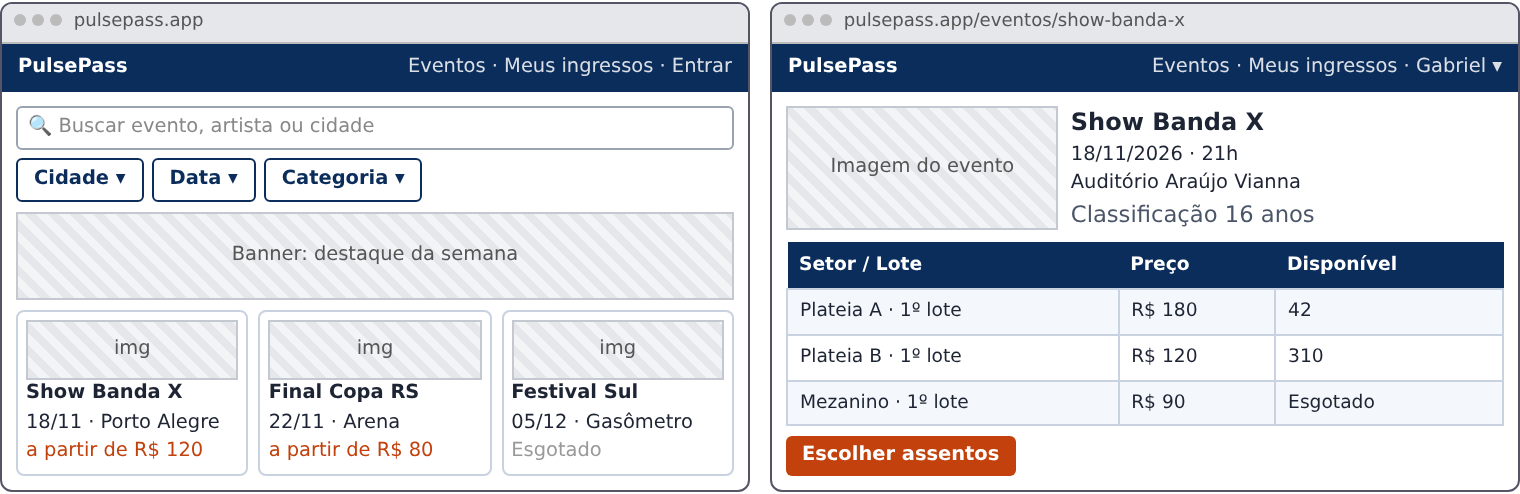 pulsepass.app
PulsePass
Eventos · Meus ingressos · Entrar
🔍 Buscar evento, artista ou cidade
Cidade ▾
Data ▾
Categoria ▾
Banner: destaque da semana
img
Show Banda X
18/11 · Porto Alegre
a partir de R$ 120
img
Final Copa RS
22/11 · Arena
a partir de R$ 80
img
Festival Sul
05/12 · Gasômetro
Esgotado
pulsepass.app/eventos/show-banda-x
PulsePass
Eventos · Meus ingressos · Gabriel ▾
Imagem do evento
Show Banda X
18/11/2026 · 21h
Auditório Araújo Vianna
Classificação 16 anos
Setor / Lote Preço Disponível
Plateia A · 1º lote R$ 180 42
Plateia B · 1º lote R$ 120 310
Mezanino · 1º lote R$ 90 Esgotado
Escolher assentos